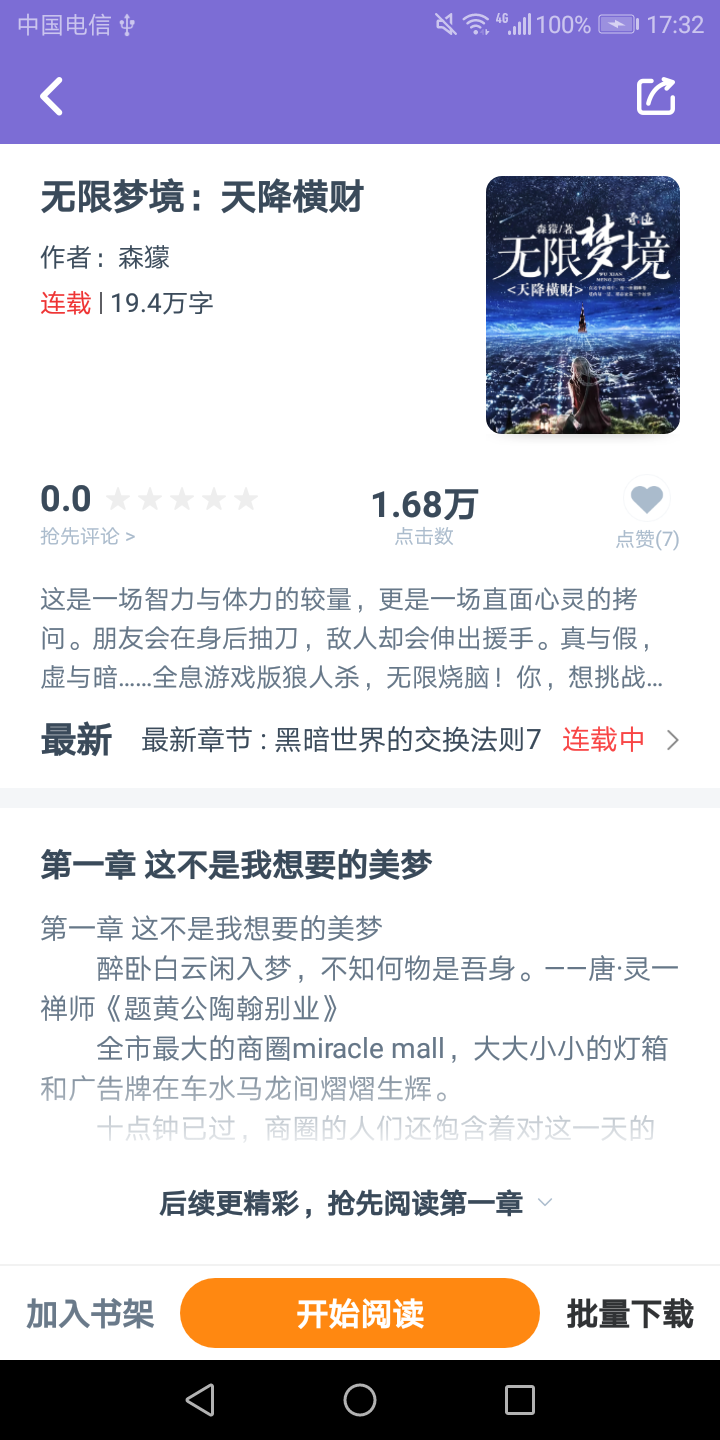 中国电信
4G 100% 17:32
无限梦境：天降横财
作者：森獴
连载 | 19.4万字
奇迹
森獴/著
无限梦境
WU XIAN
MENG JING
<天降横财>
0.0
抢先评论 >
1.68万
点击数
点赞(7)
这是一场智力与体力的较量，更是一场直面心灵的拷
问。朋友会在身后抽刀，敌人却会伸出援手。真与假，
虚与暗……全息游戏版狼人杀，无限烧脑！你，想挑战...
最新 最新章节 : 黑暗世界的交换法则7 连载中
第一章 这不是我想要的美梦
第一章 这不是我想要的美梦
醉卧白云闲入梦，不知何物是吾身。——唐·灵一
禅师《题黄公陶翰别业》
全市最大的商圈miracle mall，大大小小的灯箱
和广告牌在车水马龙间熠熠生辉。
十点钟已过，商圈的人们还饱含着对这一天的
后续更精彩，抢先阅读第一章
加入书架 开始阅读 批量下载